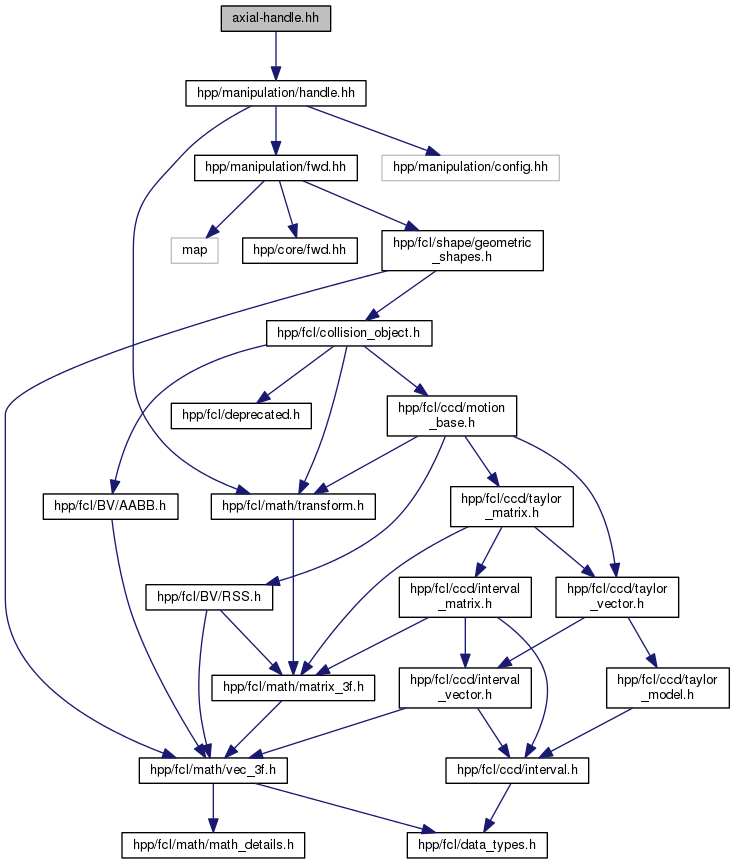 axial-handle.hh
hpp/manipulation/handle.hh
hpp/manipulation/fwd.hh
hpp/manipulation/config.hh
map
hpp/core/fwd.hh
hpp/fcl/shape/geometric
_shapes.h
hpp/fcl/collision_object.h
hpp/fcl/deprecated.h
hpp/fcl/ccd/motion
_base.h
hpp/fcl/BV/AABB.h
hpp/fcl/math/transform.h
hpp/fcl/ccd/taylor
_matrix.h
hpp/fcl/BV/RSS.h
hpp/fcl/ccd/interval
_matrix.h
hpp/fcl/ccd/taylor
_vector.h
hpp/fcl/math/matrix_3f.h
hpp/fcl/ccd/interval
_vector.h
hpp/fcl/ccd/taylor
_model.h
hpp/fcl/math/vec_3f.h
hpp/fcl/ccd/interval.h
hpp/fcl/math/math_details.h
hpp/fcl/data_types.h